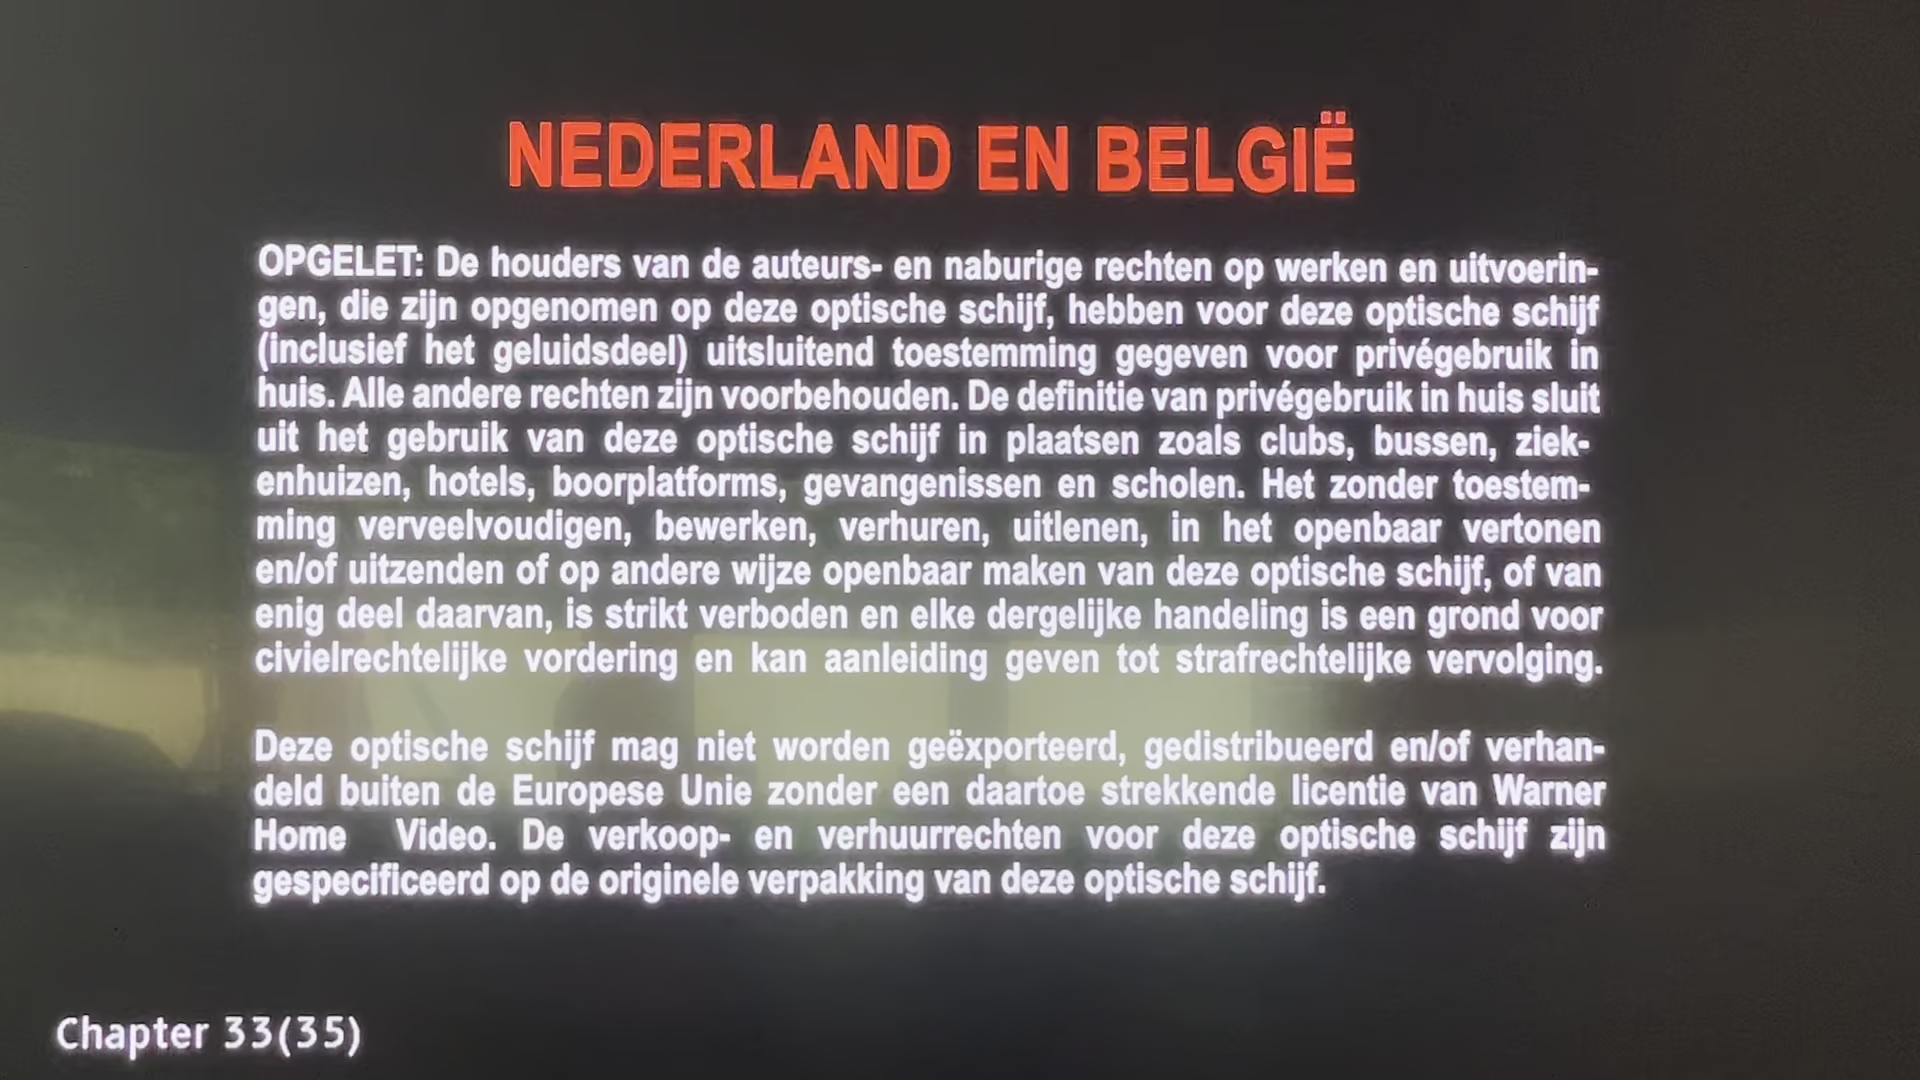 NEDERLAND EN BELGIË
OPGELET: De houders van de auteurs- en naburige rechten op werken en uitvoerin-
gen, die zijn opgenomen op deze optische schijf, hebben voor deze optische schijf
(inclusief het geluidsdeel) uitsluitend toestemming gegeven voor privégebruik in
huis. Alle andere rechten zijn voorbehouden. De definitie van privégebruik in huis sluit
uit het gebruik van deze optische schijf in plaatsen zoals clubs, bussen, ziek-
enhuizen, hotels, boorplatforms, gevangenissen en scholen. Het zonder toestem-
ming verveelvoudigen, bewerken, verhuren, uitlenen, in het openbaar vertonen
en/of uitzenden of op andere wijze openbaar maken van deze optische schijf, of van
enig deel daarvan, is strikt verboden en elke dergelijke handeling is een grond voor
civielrechtelijke vordering en kan aanleiding geven tot strafrechtelijke vervolging.
Deze optische schijf mag niet worden geëxporteerd, gedistribueerd en/of verhan-
deld buiten de Europese Unie zonder een daartoe strekkende licentie van Warner
Home Video. De verkoop- en verhuurrechten voor deze optische schijf zijn
gespecificeerd op de originele verpakking van deze optische schijf.
Chapter 33(35)